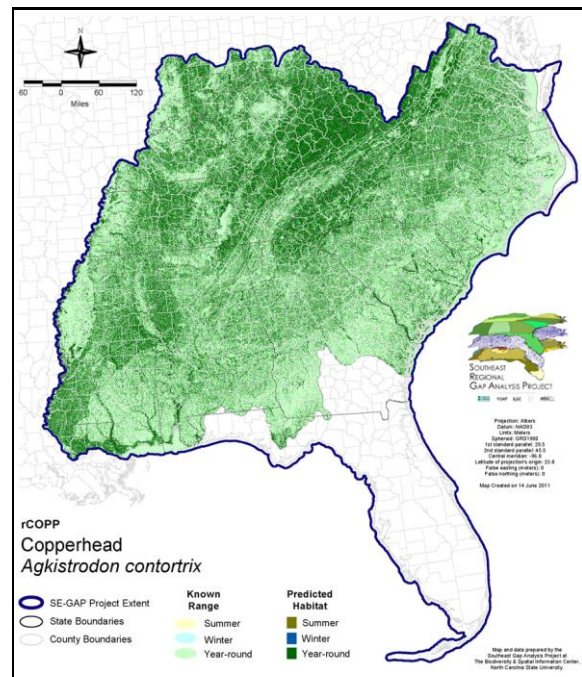 N
60 0 60 120
Miles
SOUTHEAST
REGIONAL
GAP ANALYSIS PROJECT
Projection: Albers
Datum: NAD83
Units: Meters
Spheroid: GRS1980
1st standard parallel: 29.5
2nd standard parallel: 45.5
Central meridian: -96.0
Latitude of projection's origin: 23.0
False easting (meters): 0
False northing (meters): 0
Map Created on 14 June 2011
rCOPP
Copperhead
Agkistrodon contortrix
SE-GAP Project Extent
State Boundaries
County Boundaries
Known
Range
Summer
Winter
Year-round
Predicted
Habitat
Summer
Winter
Year-round
Map and data prepared by the
Southeast Gap Analysis Project at
The Biodiversity & Spatial Information Center,
North Carolina State University.